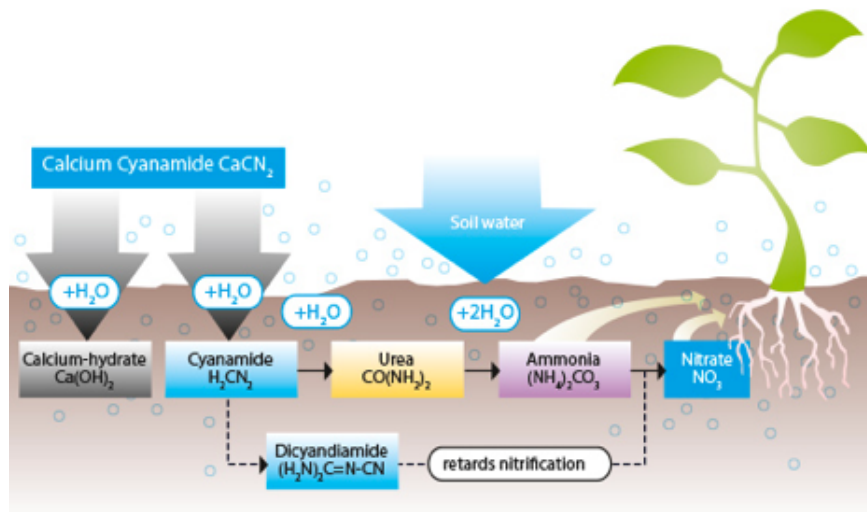 Calcium Cyanamide CaCN₂
Soil water
+H₂O
+H₂O
+H₂O
+2H₂O
Calcium-hydrate
Ca(OH)₂
Cyanamide
H₂CN₂
Urea
CO(NH₂)₂
Ammonia
(NH₄)₂CO₃
Nitrate
NO₃
Dicyandiamide
(H₂N)₂C=N-CN
retards nitrification